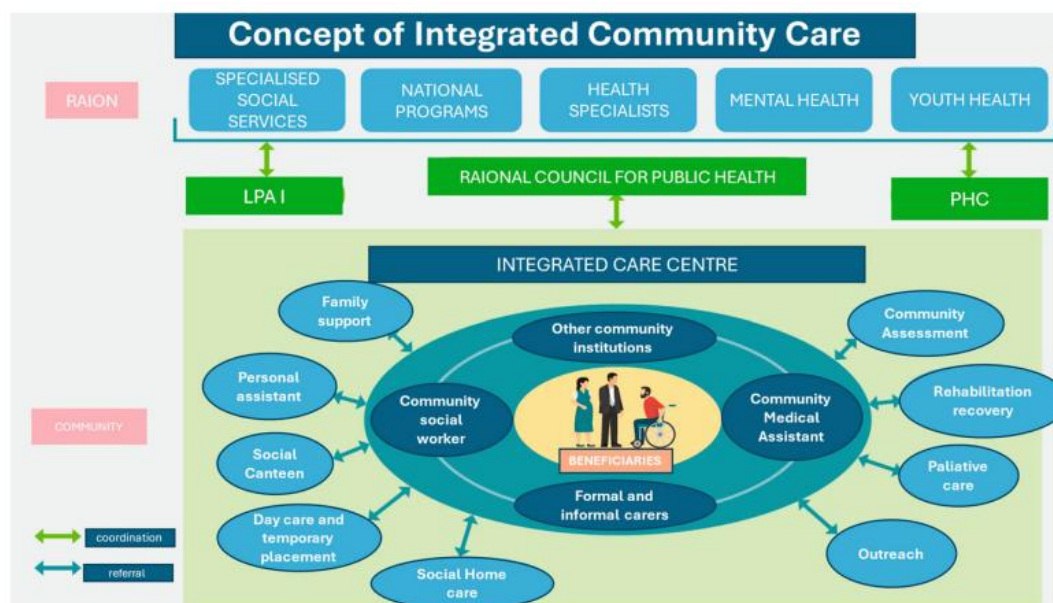 Concept of Integrated Community Care
RAION
SPECIALISED
SOCIAL
SERVICES
NATIONAL
PROGRAMS
HEALTH
SPECIALISTS
MENTAL HEALTH
YOUTH HEALTH
LPA I
RAIONAL COUNCIL FOR PUBLIC HEALTH
PHC
INTEGRATED CARE CENTRE
Family
support
Personal
assistant
Social
Canteen
Day care and
temporary
placement
Social Home
care
Other community
institutions
Community
social
worker
BENEFICIARIES
Community
Medical
Assistant
Formal and
informal carers
Community
Assessment
Rehabilitation
recovery
Paliative
care
Outreach
COMMUNITY
coordination
referral